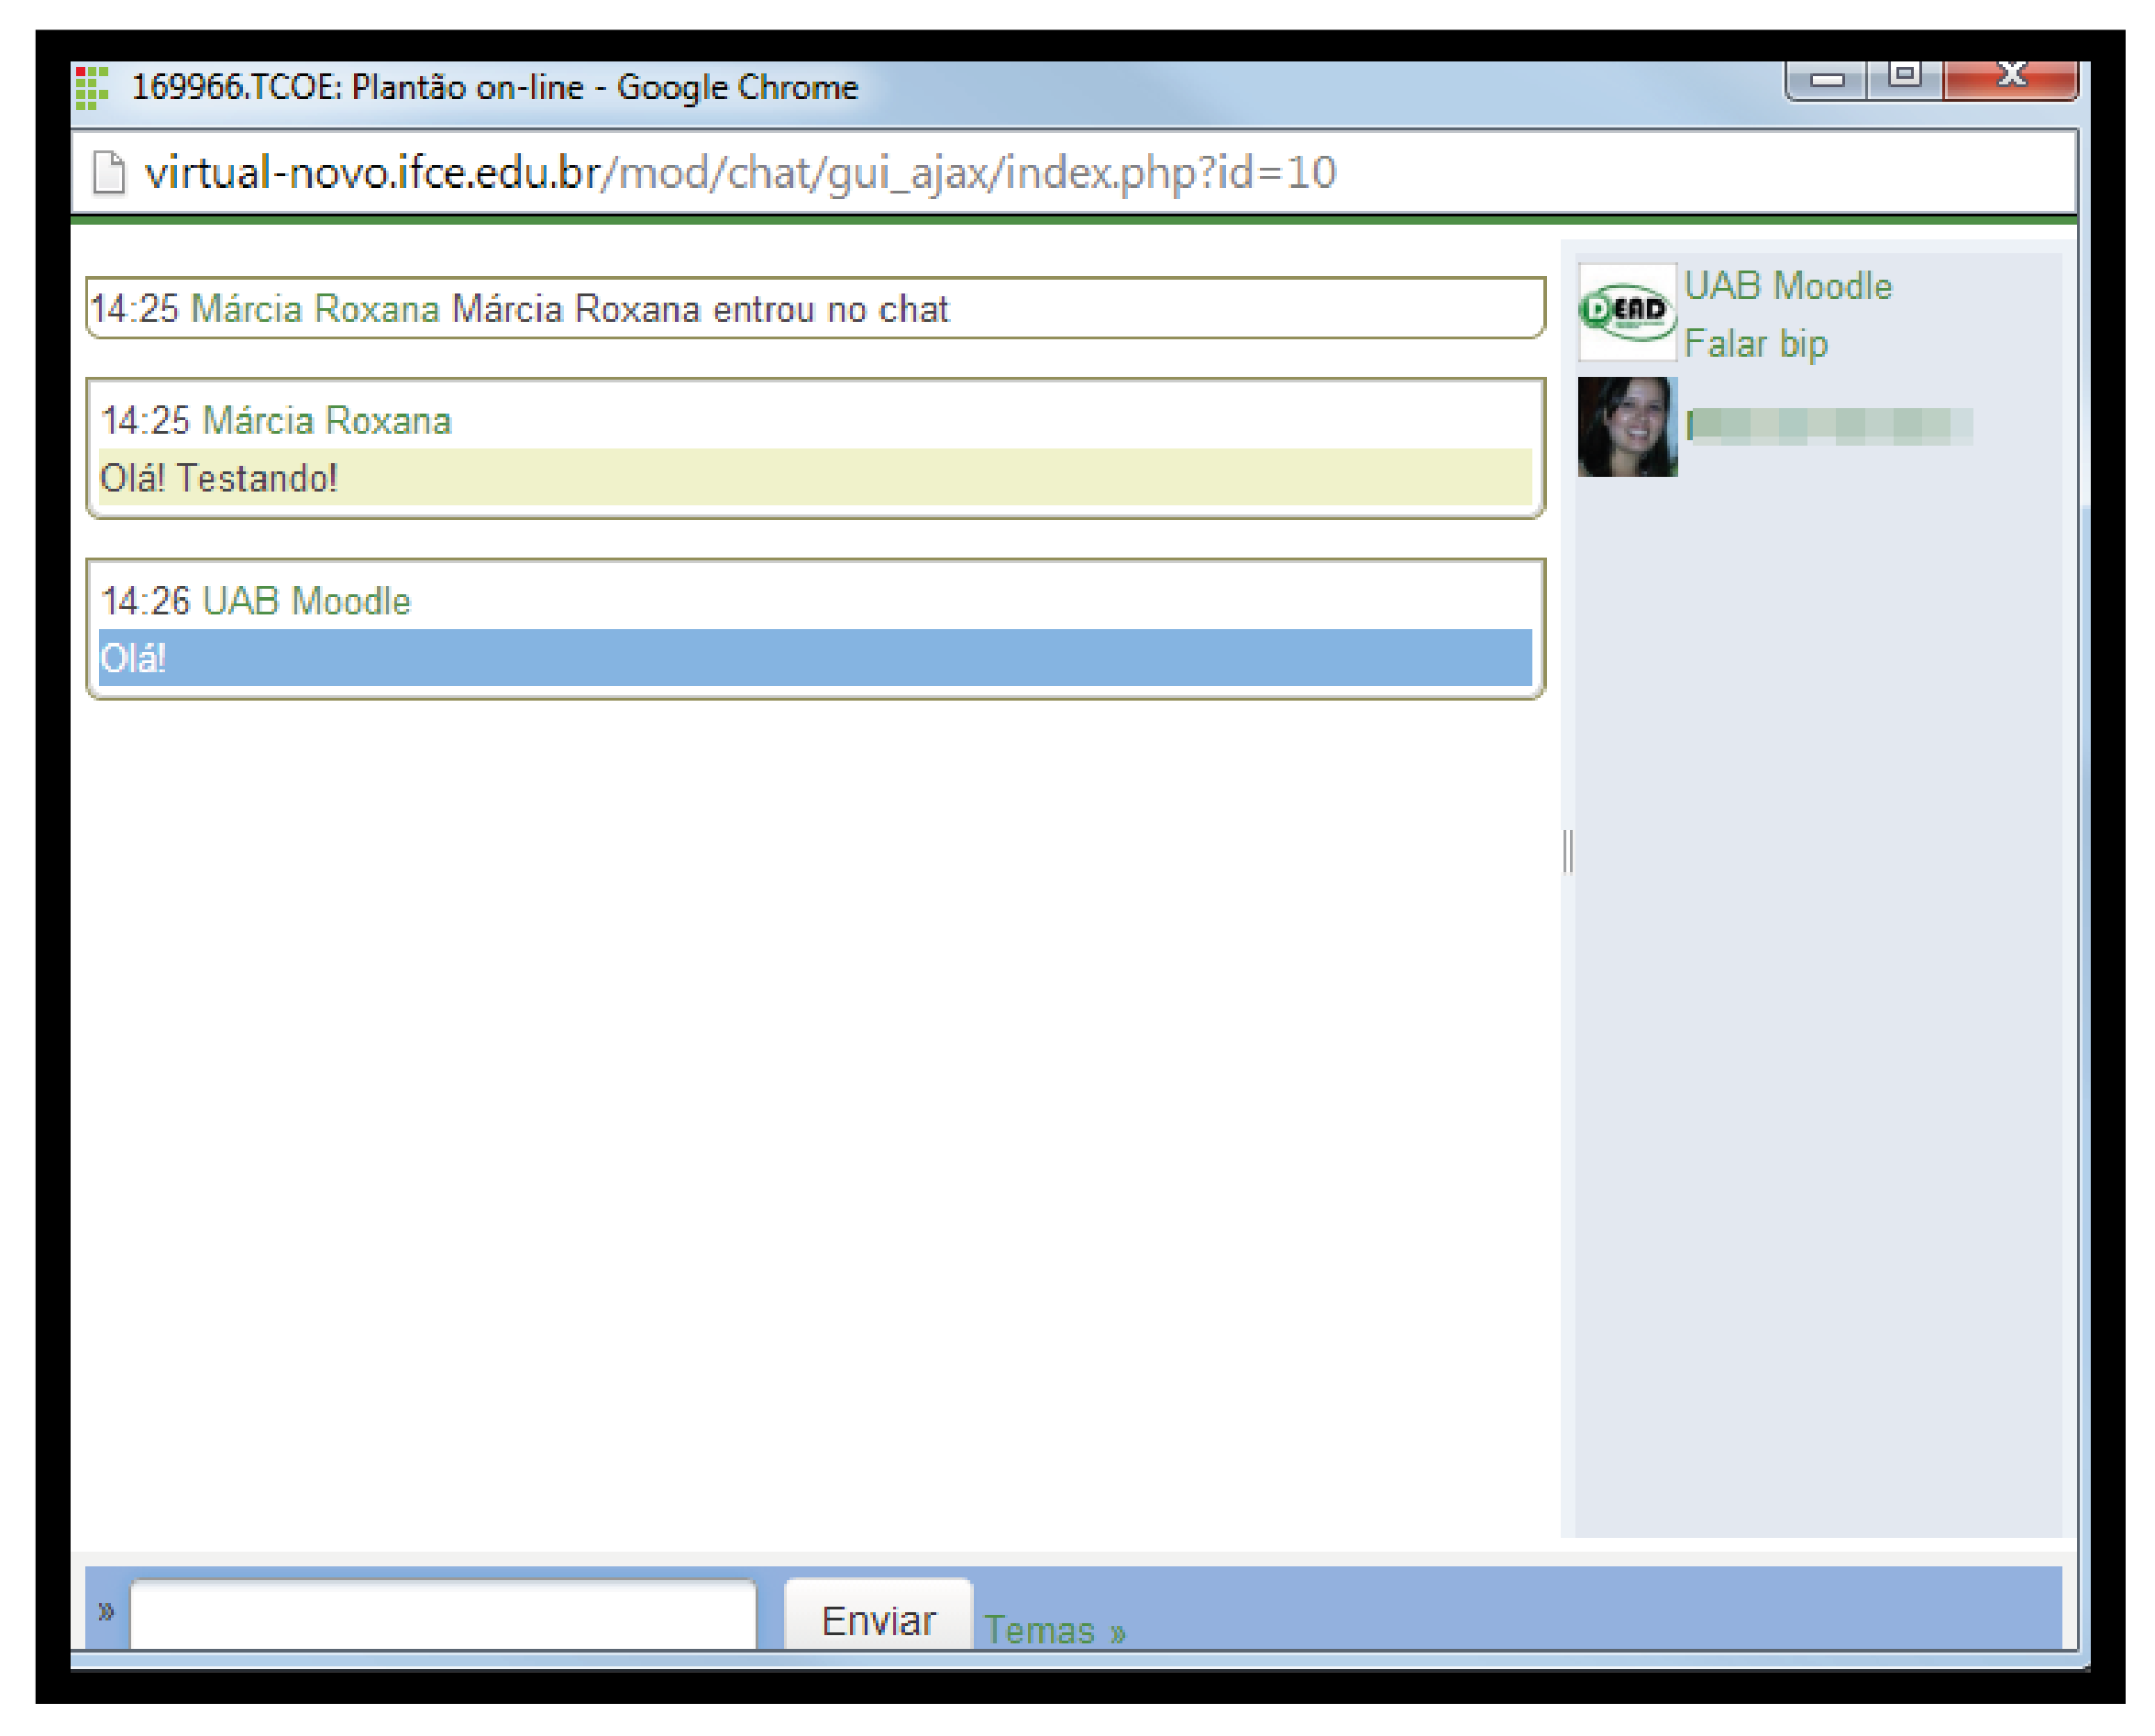 169966.TCOE: Plantão on-line - Google Chrome
virtual-novo.ifce.edu.br/mod/chat/gui_ajax/index.php?id=10
14:25 Márcia Roxana Márcia Roxana entrou no chat
14:25 Márcia Roxana
Olá! Testando!
14:26 UAB Moodle
Olá!
DEAD
UAB Moodle
Falar bip
» Enviar Temas »